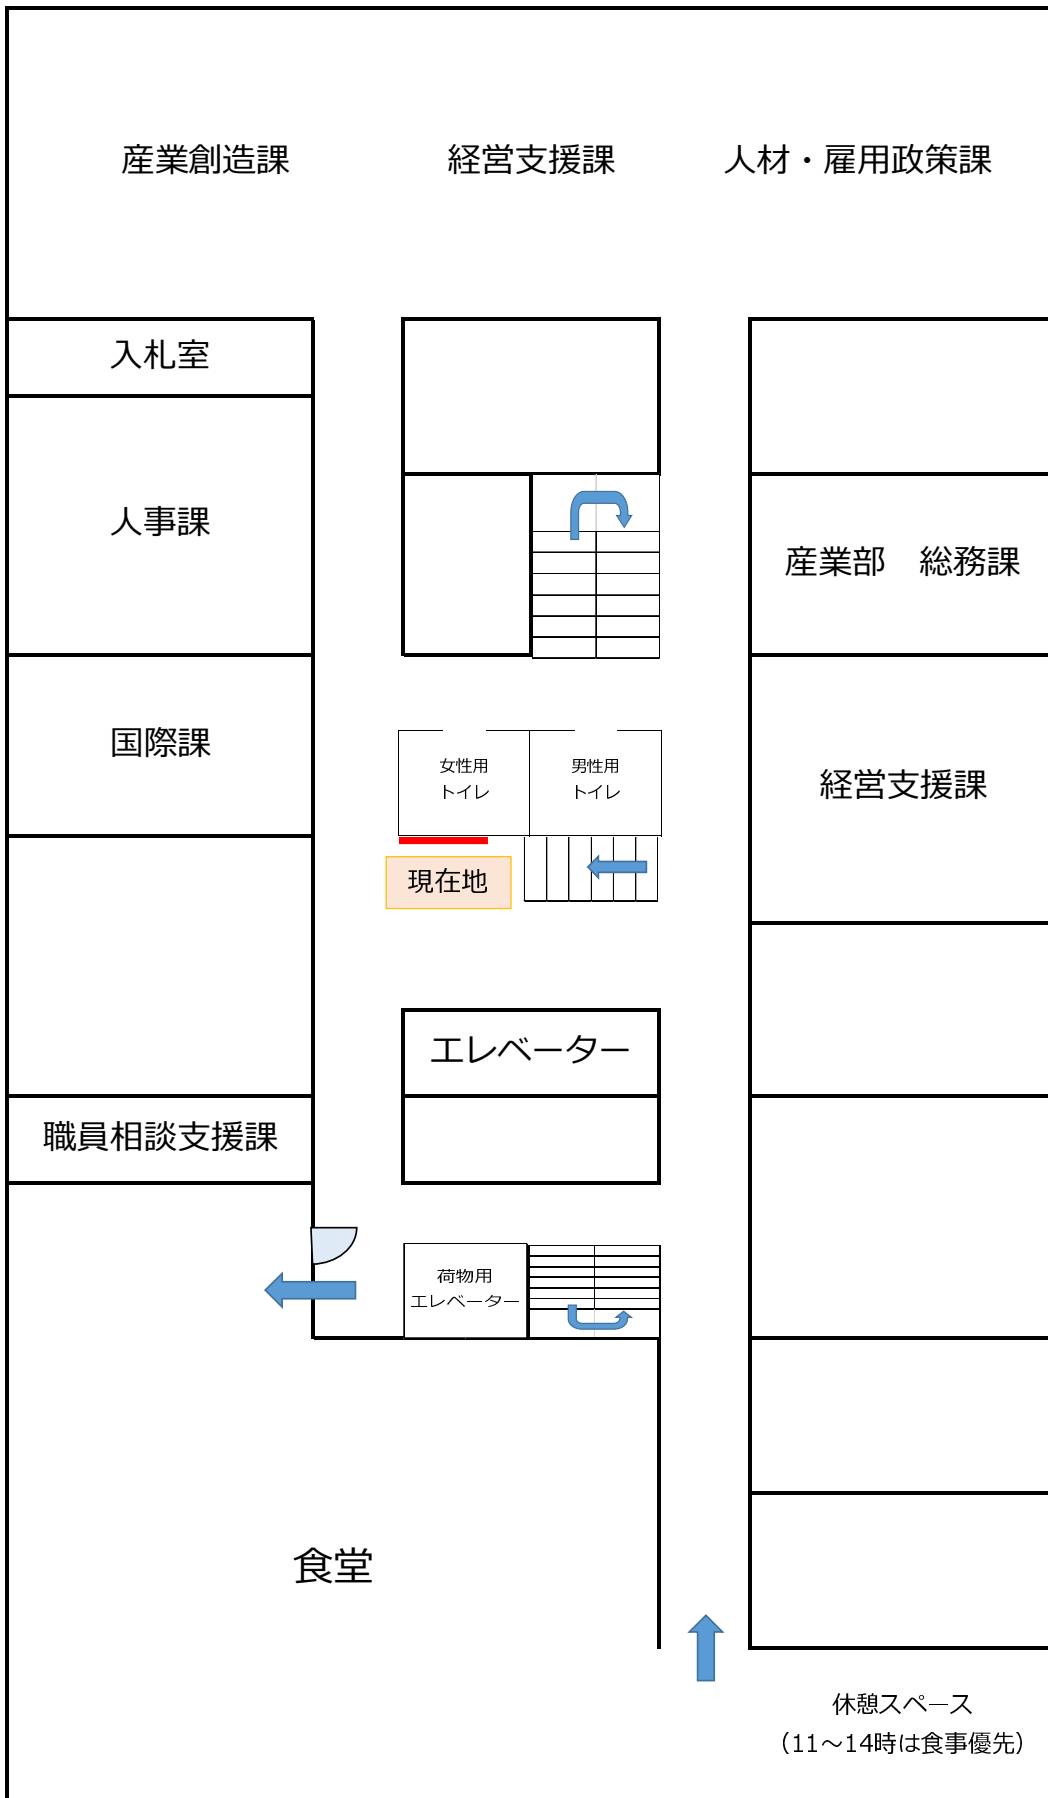 産業創造課
経営支援課
人材・雇用政策課
入札室
人事課
産業部　総務課
国際課
女性用
トイレ
男性用
トイレ
経営支援課
現在地
エレベーター
職員相談支援課
荷物用
エレベーター
食堂
休憩スペース
（11～14時は食事優先）